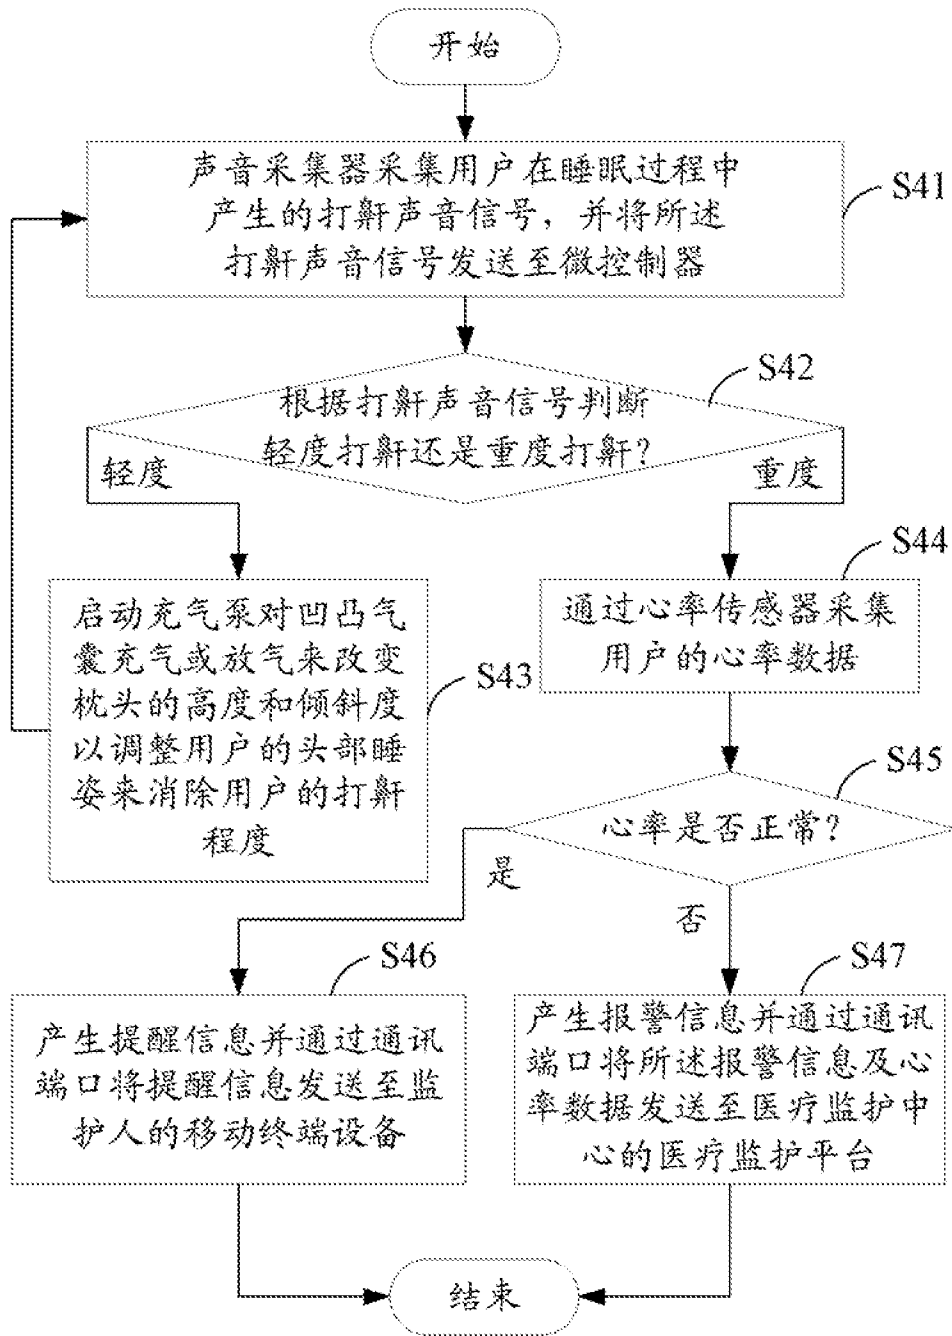 开始
声音采集器采集用户在睡眠过程中
产生的打鼾声音信号，并将所述
打鼾声音信号发送至微控制器
S41
S42
根据打鼾声音信号判断
轻度打鼾还是重度打鼾？
轻度
重度
S44
启动充气泵对凹凸气
囊充气或放气来改变
枕头的高度和倾斜度
以调整用户的头部睡
姿来消除用户的打鼾
程度
S43
通过心率传感器采集
用户的心率数据
S45
心率是否正常？
是
否
S46
S47
产生提醒信息并通过通讯
端口将提醒信息发送至监
护人的移动终端设备
产生报警信息并通过通讯
端口将所述报警信息及心
率数据发送至医疗监护中
心的医疗监护平台
结束